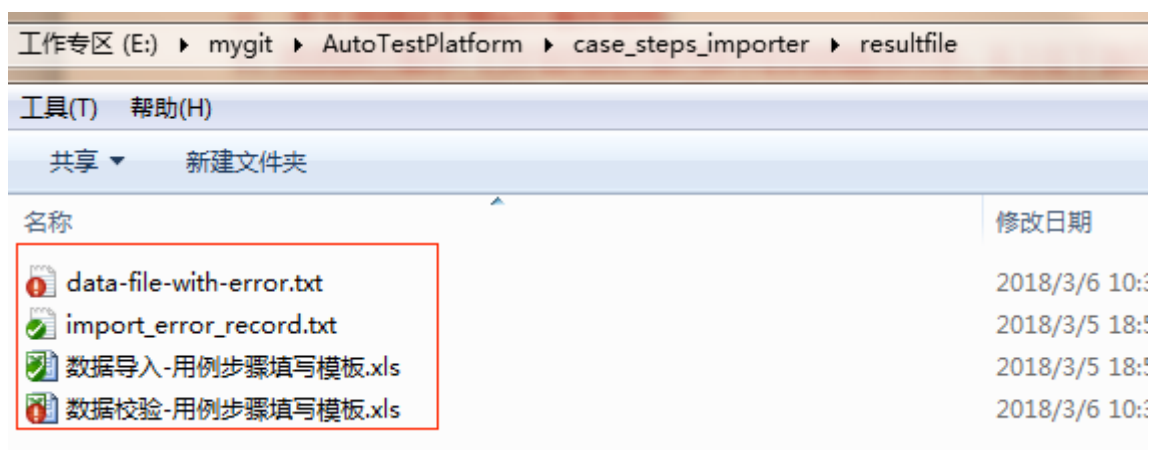 工作专区 (E:) ▸ mygit ▸ AutoTestPlatform ▸ case_steps_importer ▸ resultfile
工具(T) 帮助(H)
共享 新建文件夹
名称 修改日期
data-file-with-error.txt 2018/3/6 10:3
import_error_record.txt 2018/3/5 18:5
数据导入-用例步骤填写模板.xls 2018/3/5 18:5
数据校验-用例步骤填写模板.xls 2018/3/6 10:3